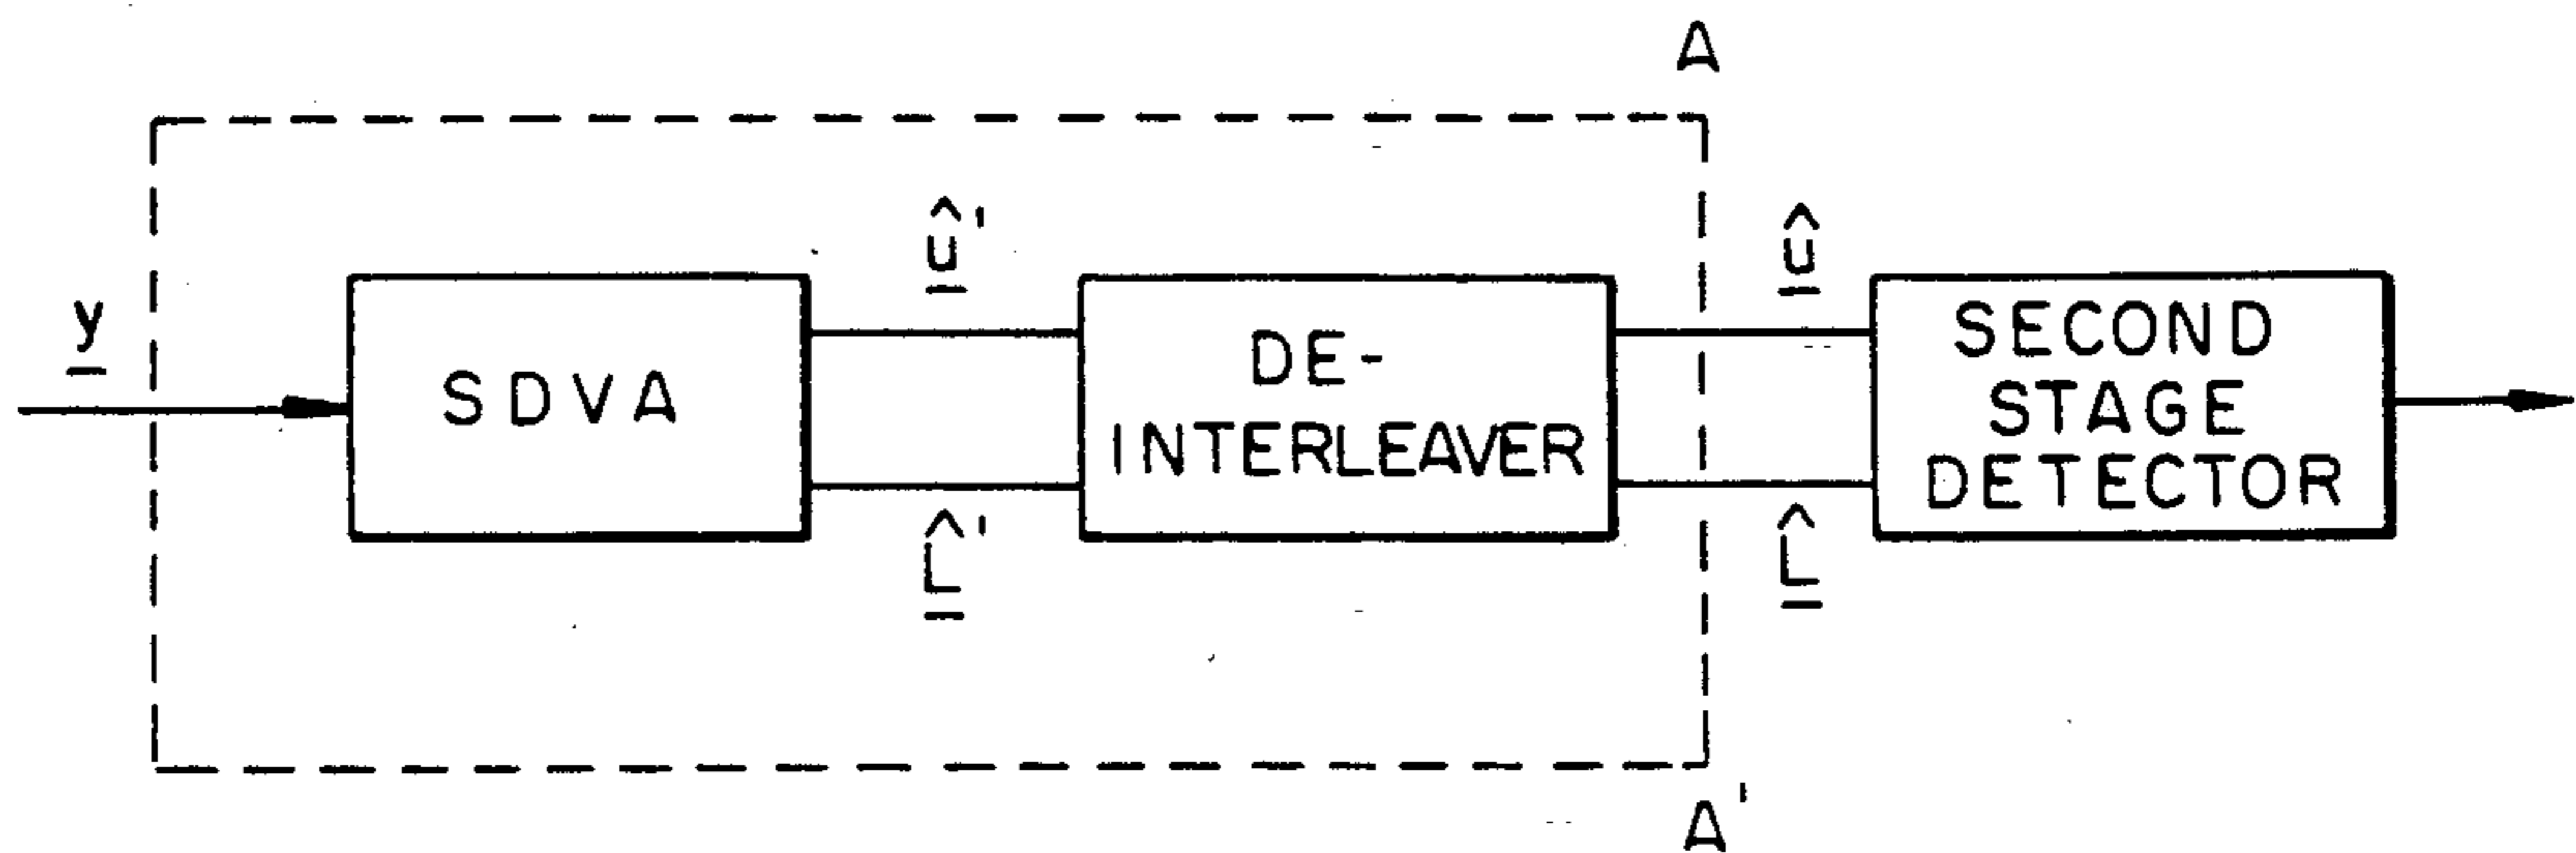 A
y
SDVA
û'
L̂'
DE-
INTERLEAVER
û
L̂
SECOND
STAGE
DETECTOR
A'